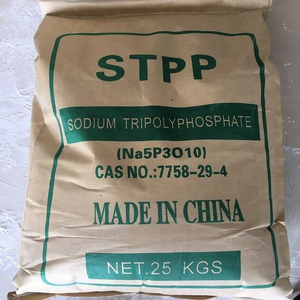 STPP
SODIUM TRIPOLYPHOSPHATE
(Na5P3O10)
CAS NO.:7758-29-4
MADE IN CHINA
NET.25 KGS